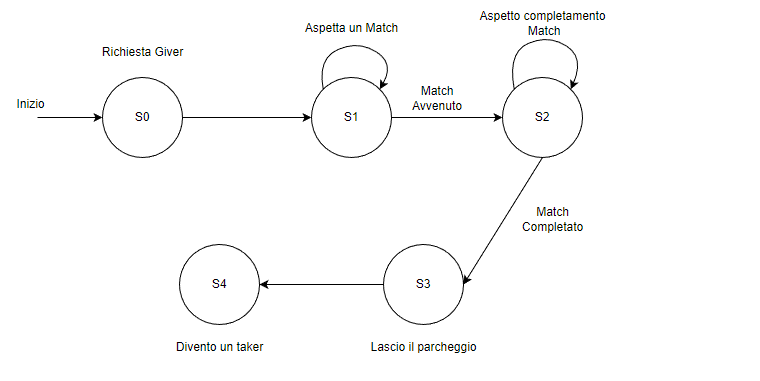 Aspetto completamento
Match
Aspetta un Match
Richiesta Giver
Match
Avvenuto
Inizio
S0
S1
S2
Match
Completato
S4
S3
Divento un taker
Lascio il parcheggio